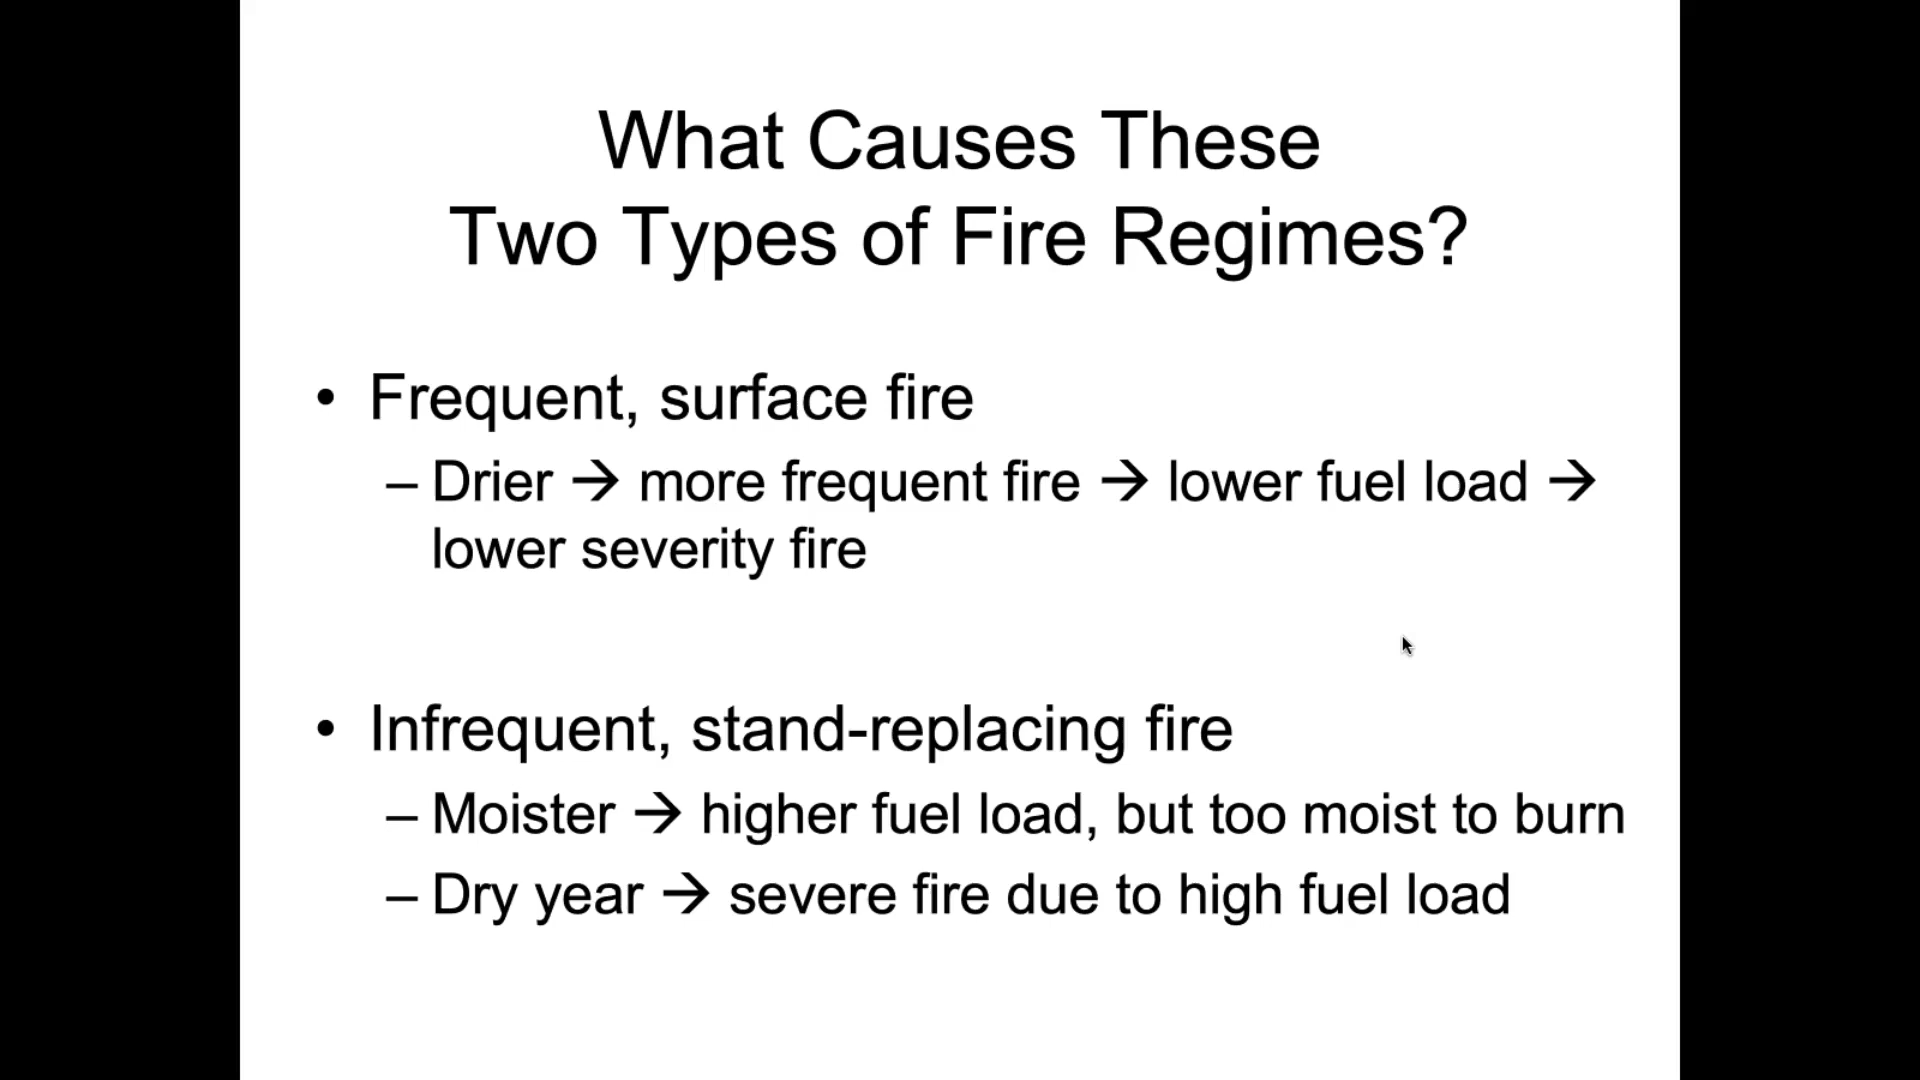 What Causes These
Two Types of Fire Regimes?
• Frequent, surface fire
– Drier → more frequent fire → lower fuel load →
lower severity fire
• Infrequent, stand-replacing fire
– Moister → higher fuel load, but too moist to burn
– Dry year → severe fire due to high fuel load